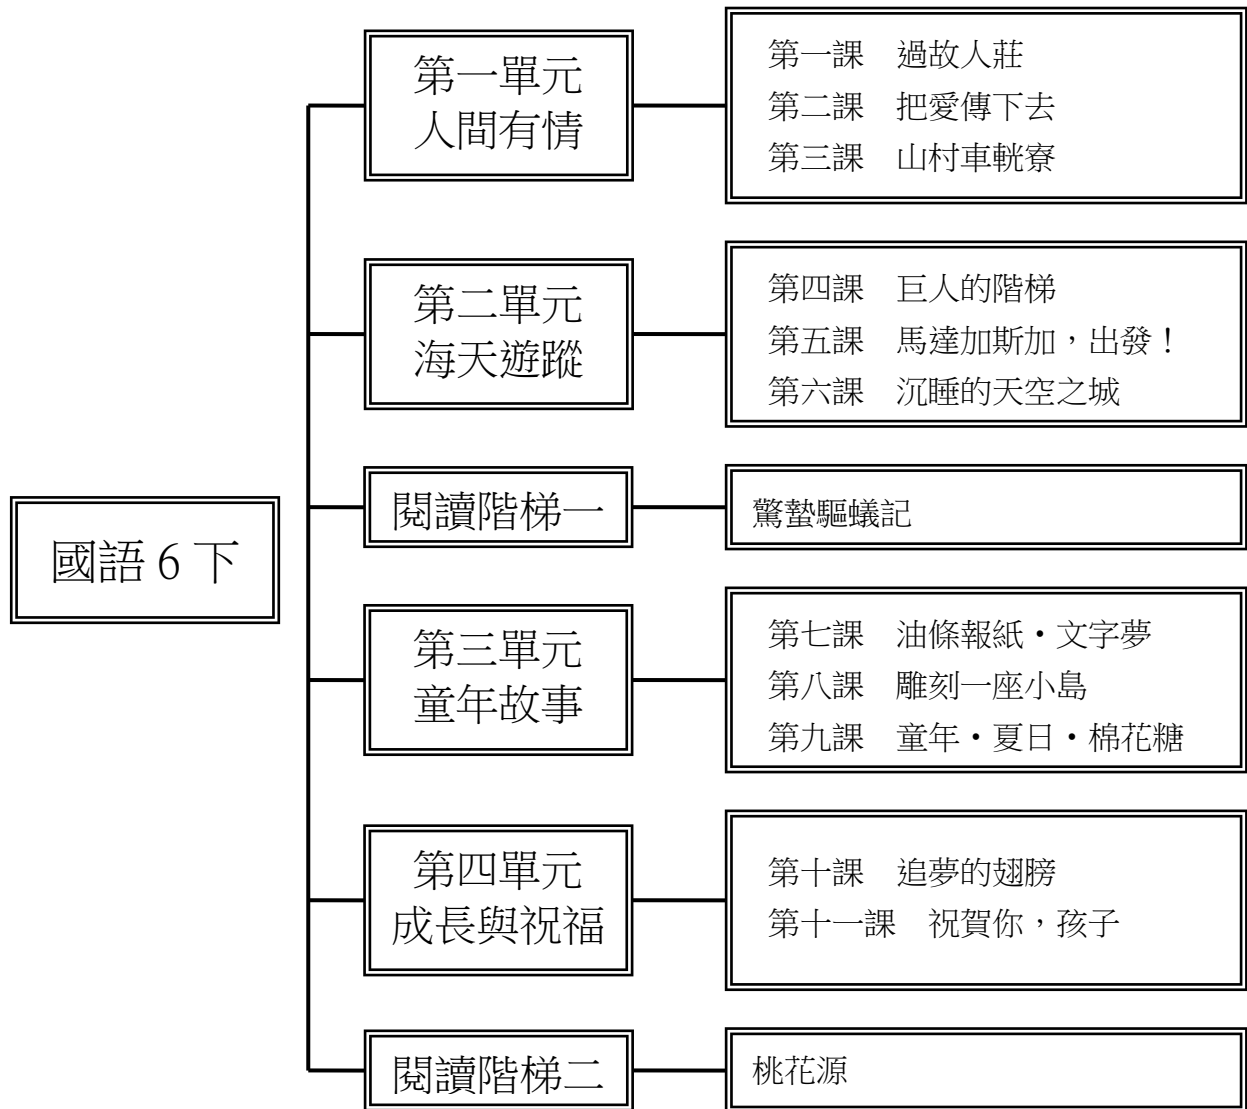 國語 6 下
第一單元
人間有情
第一課　過故人莊
第二課　把愛傳下去
第三課　山村車輄寮
第二單元
海天遊蹤
第四課　巨人的階梯
第五課　馬達加斯加，出發！
第六課　沉睡的天空之城
閱讀階梯一
驚蟄驅蟻記
第三單元
童年故事
第七課　油條報紙・文字夢
第八課　雕刻一座小島
第九課　童年・夏日・棉花糖
第四單元
成長與祝福
第十課　追夢的翅膀
第十一課　祝賀你，孩子
閱讀階梯二
桃花源